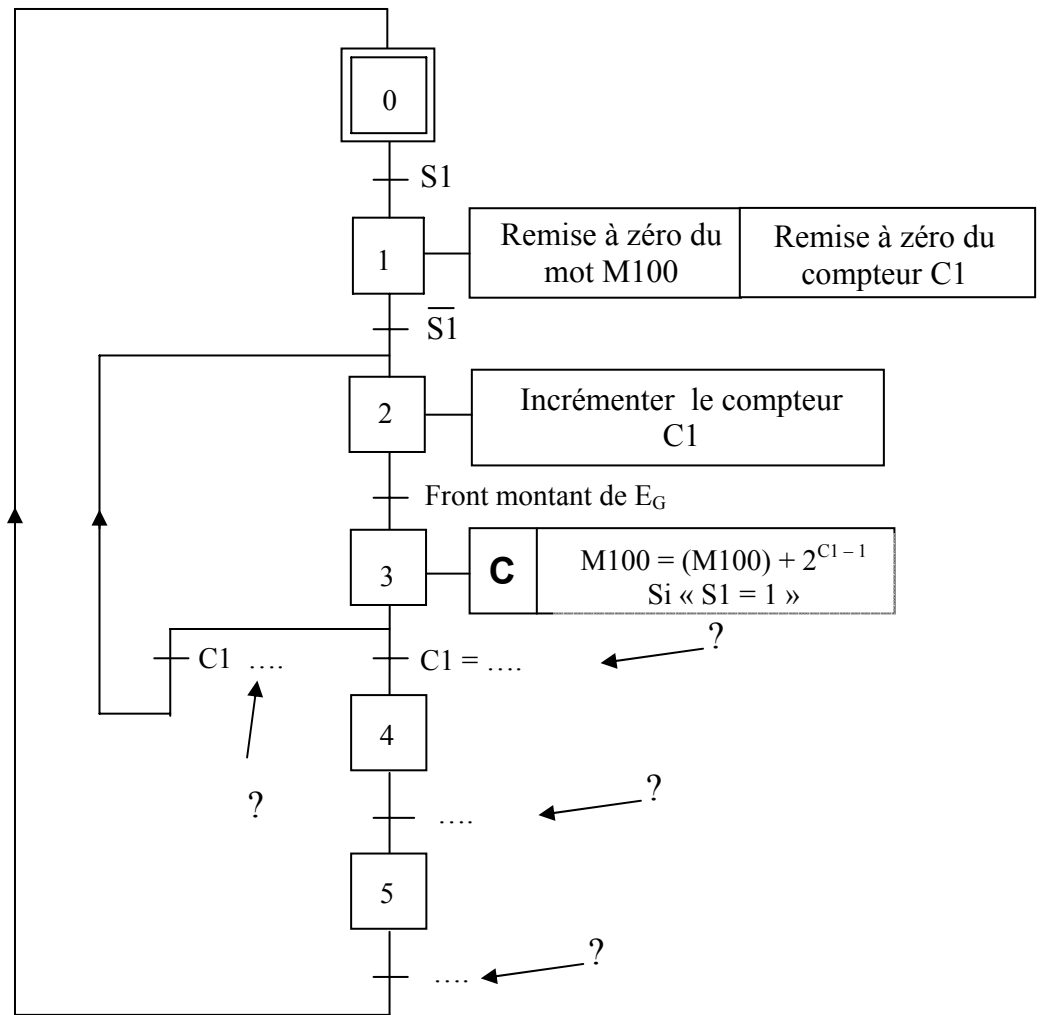 0
S1
1
Remise à zéro du
mot M100
Remise à zéro du
compteur C1
S̅1̅
2
Incrémenter le compteur
C1
Front montant de E_G
3
C
M100 = (M100) + 2^{C1 – 1}
Si « S1 = 1 »
C1 ....
C1 = ....
?
?
4
....
?
5
....
?